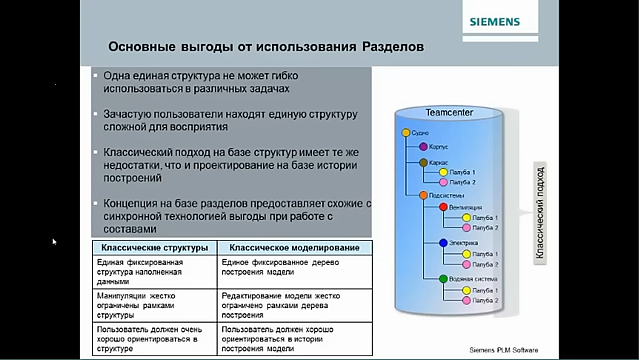 SIEMENS
Основные выгоды от использования Разделов
Одна единая структура не может гибко
использоваться в различных задачах
Зачастую пользователи находят единую структуру
сложной для восприятия
Классический подход на базе структур имеет те же
недостатки, что и проектирование на базе истории
построений
Концепция на базе разделов предоставляет схожие с
синхронной технологией выгоды при работе с
составами
Классические структуры
Классическое моделирование
Единая фиксированная
структура наполненная
данными
Единое фиксированное дерево
построения модели
Манипуляции жестко
ограничены рамками
структуры
Редактирование модели жестко
ограничено рамками дерева
построения
Пользователь должен очень
хорошо ориентироваться в
структуре
Пользователь должен
хорошо ориентироваться в
истории построения модели
Teamcenter
Судно
Корпус
Каркас
Палуба 1
Палуба 2
Подсистемы
Вентиляция
Палуба 1
Палуба 2
Электрика
Палуба 1
Палуба 2
Водяная система
Палуба 1
Палуба 2
Классический подход
Siemens PLM Software